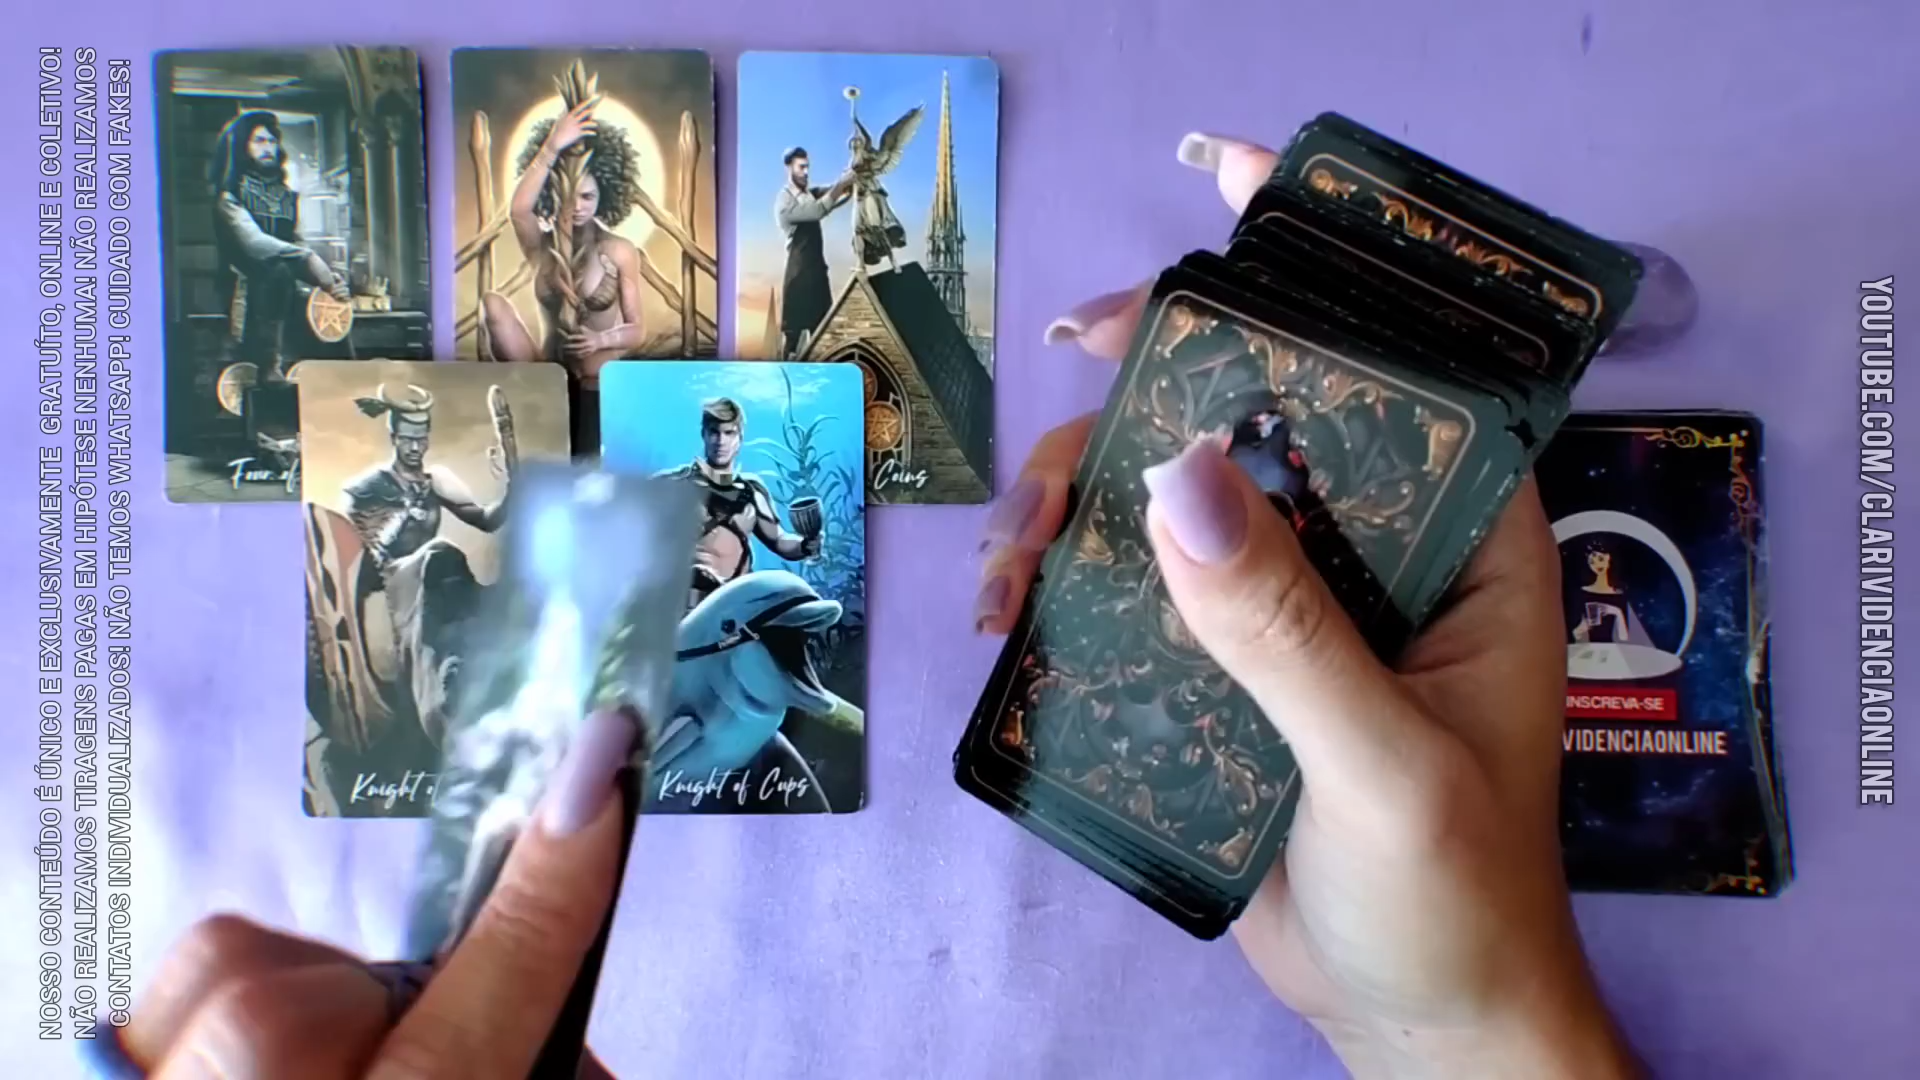 NOSSO CONTEÚDO É ÚNICO E EXCLUSIVAMENTE GRATUÍTO, ONLINE E COLETIVO!
NÃO REALIZAMOS TIRAGENS PAGAS EM HIPÓTESE NENHUMA! NÃO REALIZAMOS
CONTATOS INDIVIDUALIZADOS! NÃO TEMOS WHATSAPP! CUIDADO COM FAKES!
Four of
Coins
Knight of
Knight of Cups
INSCREVA-SE
VIDENCIAONLINE
YOUTUBE.COM/CLARIVIDENCIAONLINE